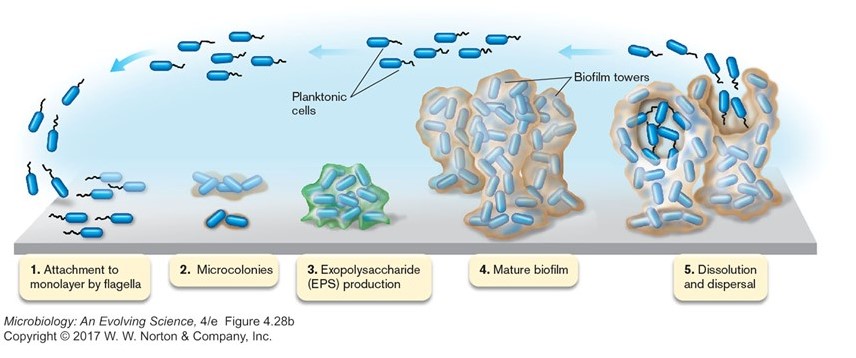 Planktonic
cells
Biofilm towers
1. Attachment to
monolayer by flagella
2. Microcolonies
3. Exopolysaccharide
(EPS) production
4. Mature biofilm
5. Dissolution
and dispersal
Microbiology: An Evolving Science, 4/e Figure 4.28b
Copyright © 2017 W. W. Norton & Company, Inc.